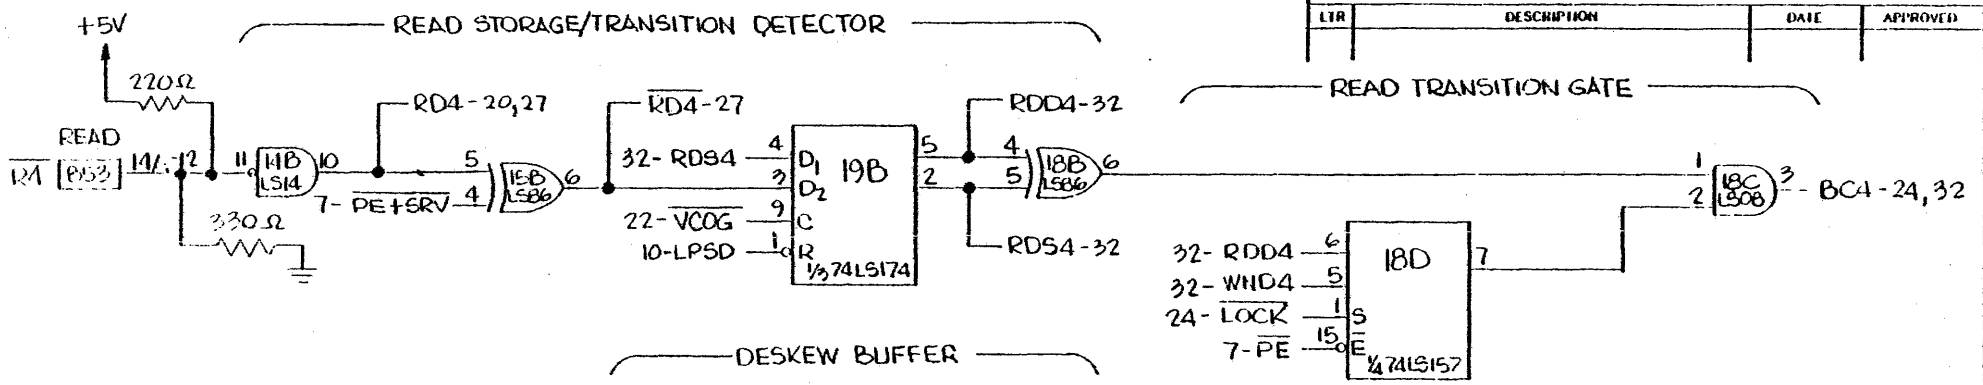 LTR DESCRIPTION DATE APPROVED
READ STORAGE/TRANSITION DETECTOR
READ TRANSITION GATE
+5V
220Ω
READ
14
11
14B
LS14
10
RD4-20,27
7-PE+SRV
5
4
15B
LS86
6
RD4-27
32-RDS4
22-VCOG
10-LPSD
4
3
9
1
D1
D2
C
R
19B
1/3 74LS174
5
2
RDD4-32
RDS4-32
4
5
18B
LS86
6
330Ω
32-RDD4
32-WND4
24-LOCK
7-PE
6
5
1
15
S
E
18D
1/4 74LS157
7
1
2
18C
LS08
3
BC4-24,32
DESKEW BUFFER